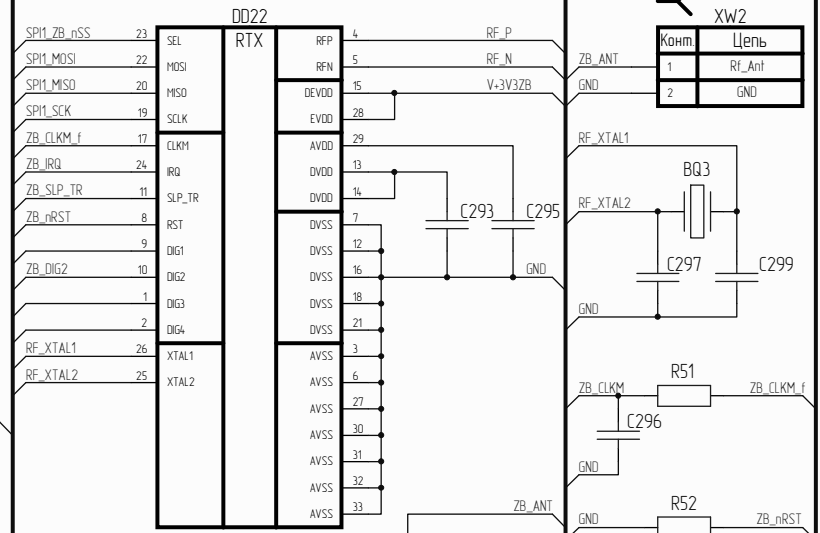 DD22
SPI1_ZB_nSS 23 SEL RTX RFP 4 RF_P
SPI1_MOSI 22 MOSI RFN 5 RF_N
SPI1_MISO 20 MISO DEVDD 15 V+3V3ZB
SPI1_SCK 19 SCLK EVDD 28
ZB_CLKM_f 17 CLKM AVDD 29
ZB_IRQ 24 IRQ DVDD 13
ZB_SLP_TR 11 SLP_TR DVDD 14
ZB_nRST 8 RST DVSS 7 C293 C295
9 DIG1 DVSS 12
ZB_DIG2 10 DIG2 DVSS 16 GND
1 DIG3 DVSS 18
2 DIG4 DVSS 21
RF_XTAL1 26 XTAL1 AVSS 3
RF_XTAL2 25 XTAL2 AVSS 6
AVSS 27
AVSS 30
AVSS 31
AVSS 32
AVSS 33
ZB_ANT
XW2
Конт. Цепь
ZB_ANT 1 Rf_Ant
GND 2 GND
RF_XTAL1
BQ3
RF_XTAL2
C297 C299
GND
R51
ZB_CLKM ZB_CLKM_f
C296
GND
R52
GND ZB_nRST